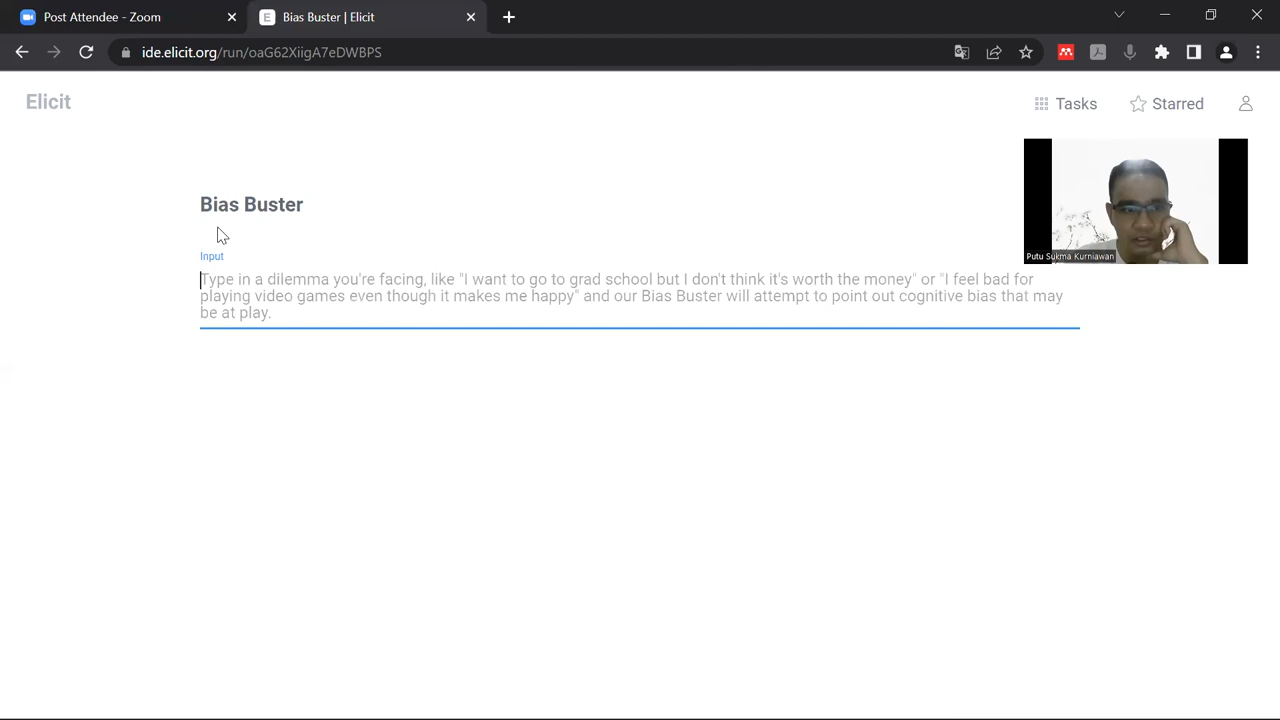 Post Attendee - Zoom
Bias Buster | Elicit
ide.elicit.org/run/oaG62XiigA7eDWBPS
Elicit
Tasks
Starred
Bias Buster
Input
Type in a dilemma you're facing, like "I want to go to grad school but I don't think it's worth the money" or "I feel bad for
playing video games even though it makes me happy" and our Bias Buster will attempt to point out cognitive bias that may
be at play.
Putu Sukma Kurniawan